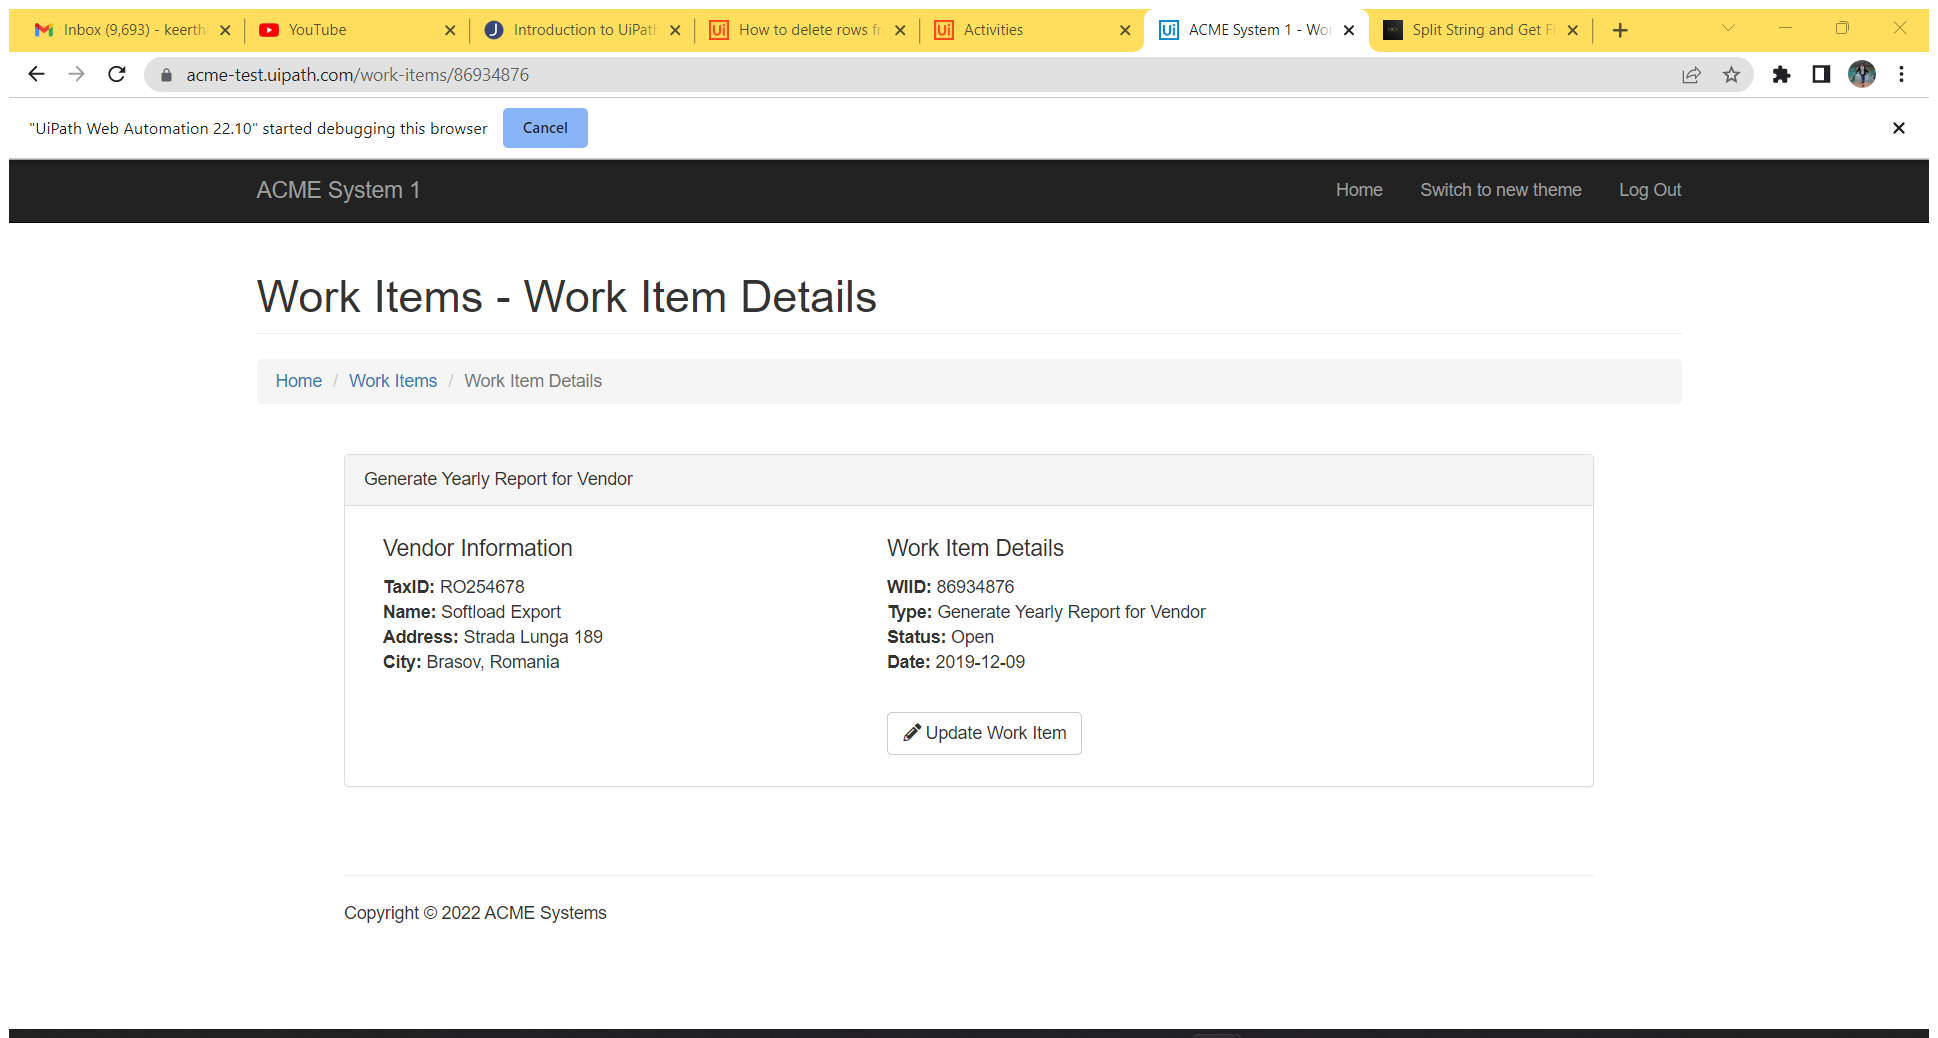 Inbox (9,693) - keerthi
YouTube
Introduction to UiPath
How to delete rows fr
Activities
ACME System 1 - Wor
Split String and Get Fi
acme-test.uipath.com/work-items/86934876
"UiPath Web Automation 22.10" started debugging this browser
Cancel
ACME System 1
Home
Switch to new theme
Log Out
Work Items - Work Item Details
Home / Work Items / Work Item Details
Generate Yearly Report for Vendor
Vendor Information
TaxID: RO254678
Name: Softload Export
Address: Strada Lunga 189
City: Brasov, Romania
Work Item Details
WIID: 86934876
Type: Generate Yearly Report for Vendor
Status: Open
Date: 2019-12-09
Update Work Item
Copyright © 2022 ACME Systems